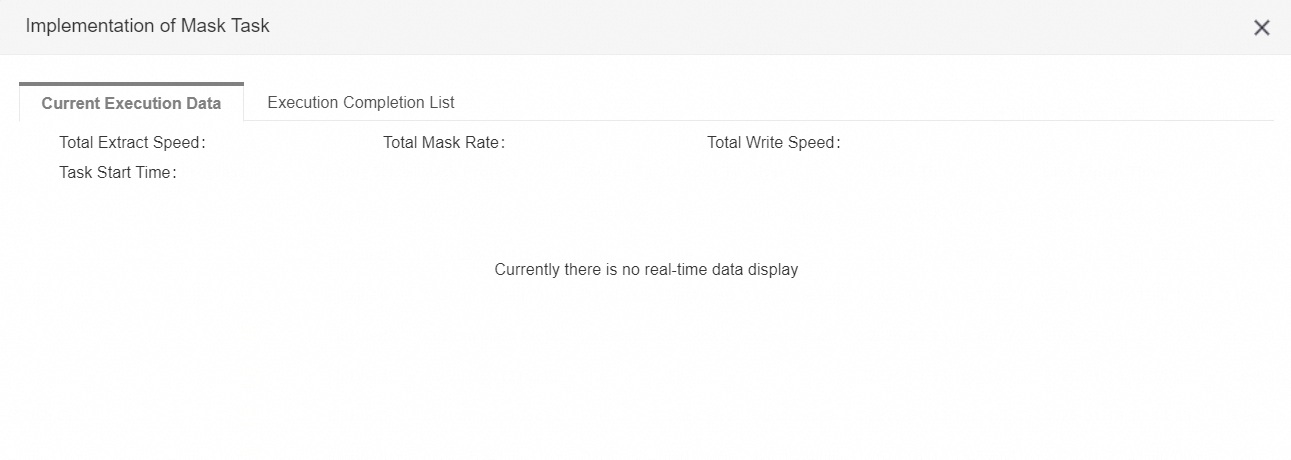 Implementation of Mask Task
Current Execution Data Execution Completion List
Total Extract Speed: Total Mask Rate: Total Write Speed:
Task Start Time:
Currently there is no real-time data display